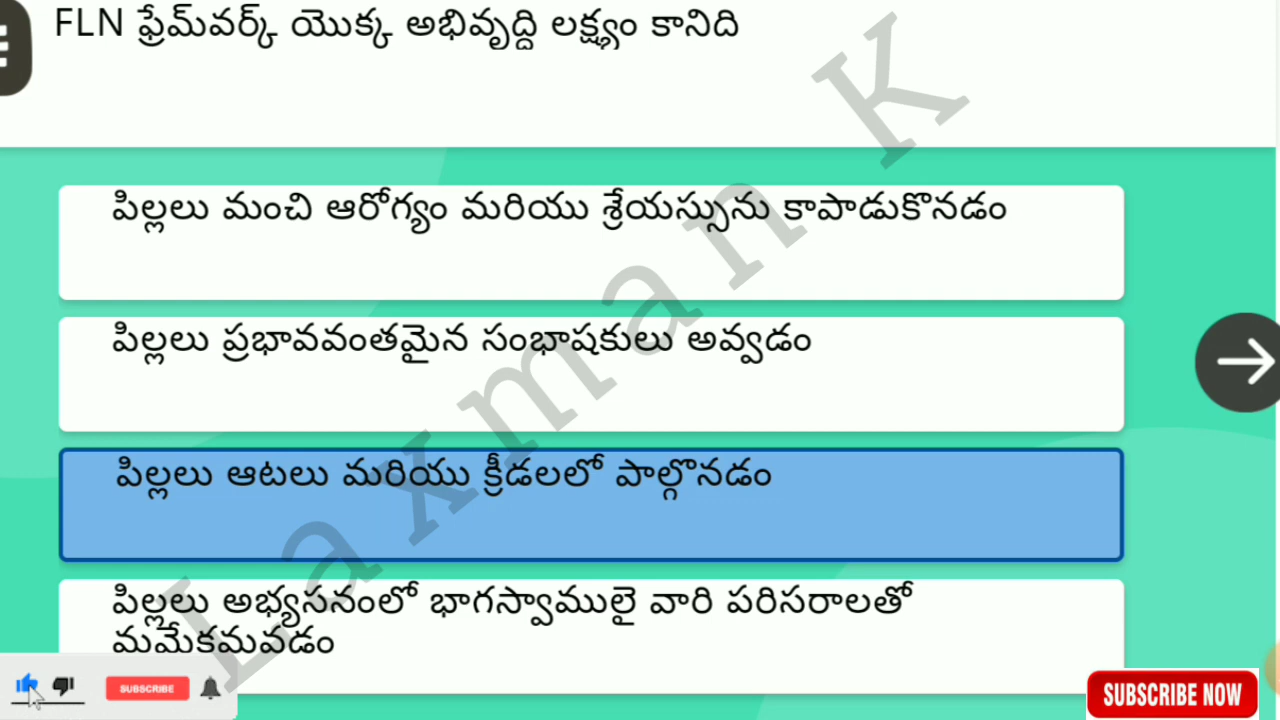 FLN ఫ్రేమ్‌వర్క్ యొక్క అభివృద్ది లక్ష్యం కానిది
పిల్లలు మంచి ఆరోగ్యం మరియు శ్రేయస్సును కాపాడుకొనడం
పిల్లలు ప్రభావవంతమైన సంభాషకులు అవ్వడం
పిల్లలు ఆటలు మరియు క్రీడలలో పాల్గొనడం
పిల్లలు అభ్యసనంలో భాగస్వాములై వారి పరిసరాలతో
మమేకమవడం
Laxman K
SUBSCRIBE
SUBSCRIBE NOW